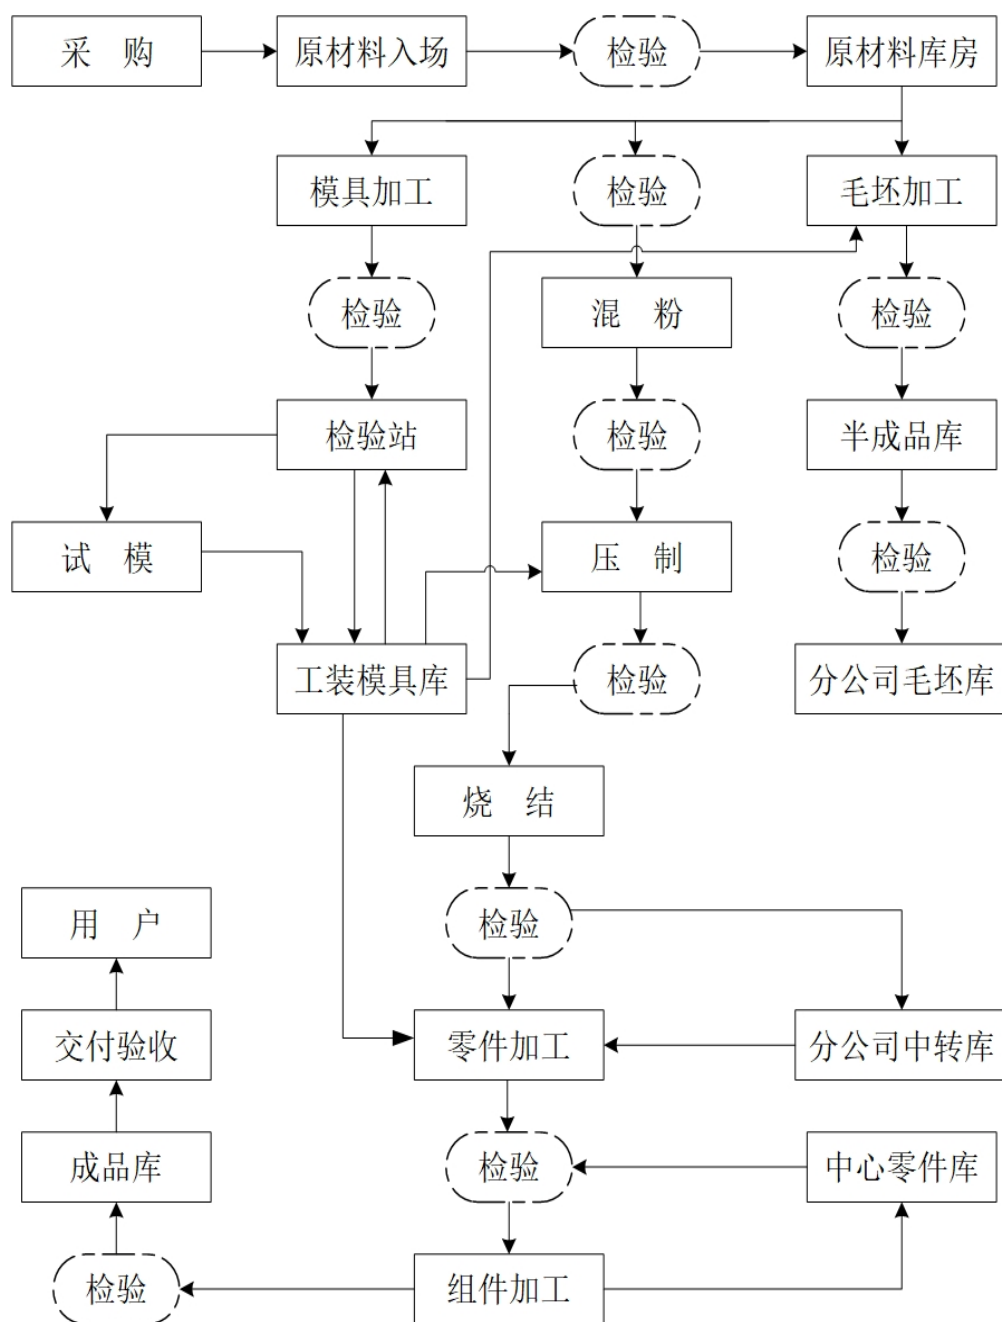 采 购
原材料入场
检验
原材料库房
模具加工
检验
毛坯加工
检验
混 粉
检验
检验站
检验
半成品库
试 模
压 制
检验
工装模具库
检验
分公司毛坯库
烧 结
用 户
检验
交付验收
零件加工
分公司中转库
成品库
检验
中心零件库
检验
组件加工